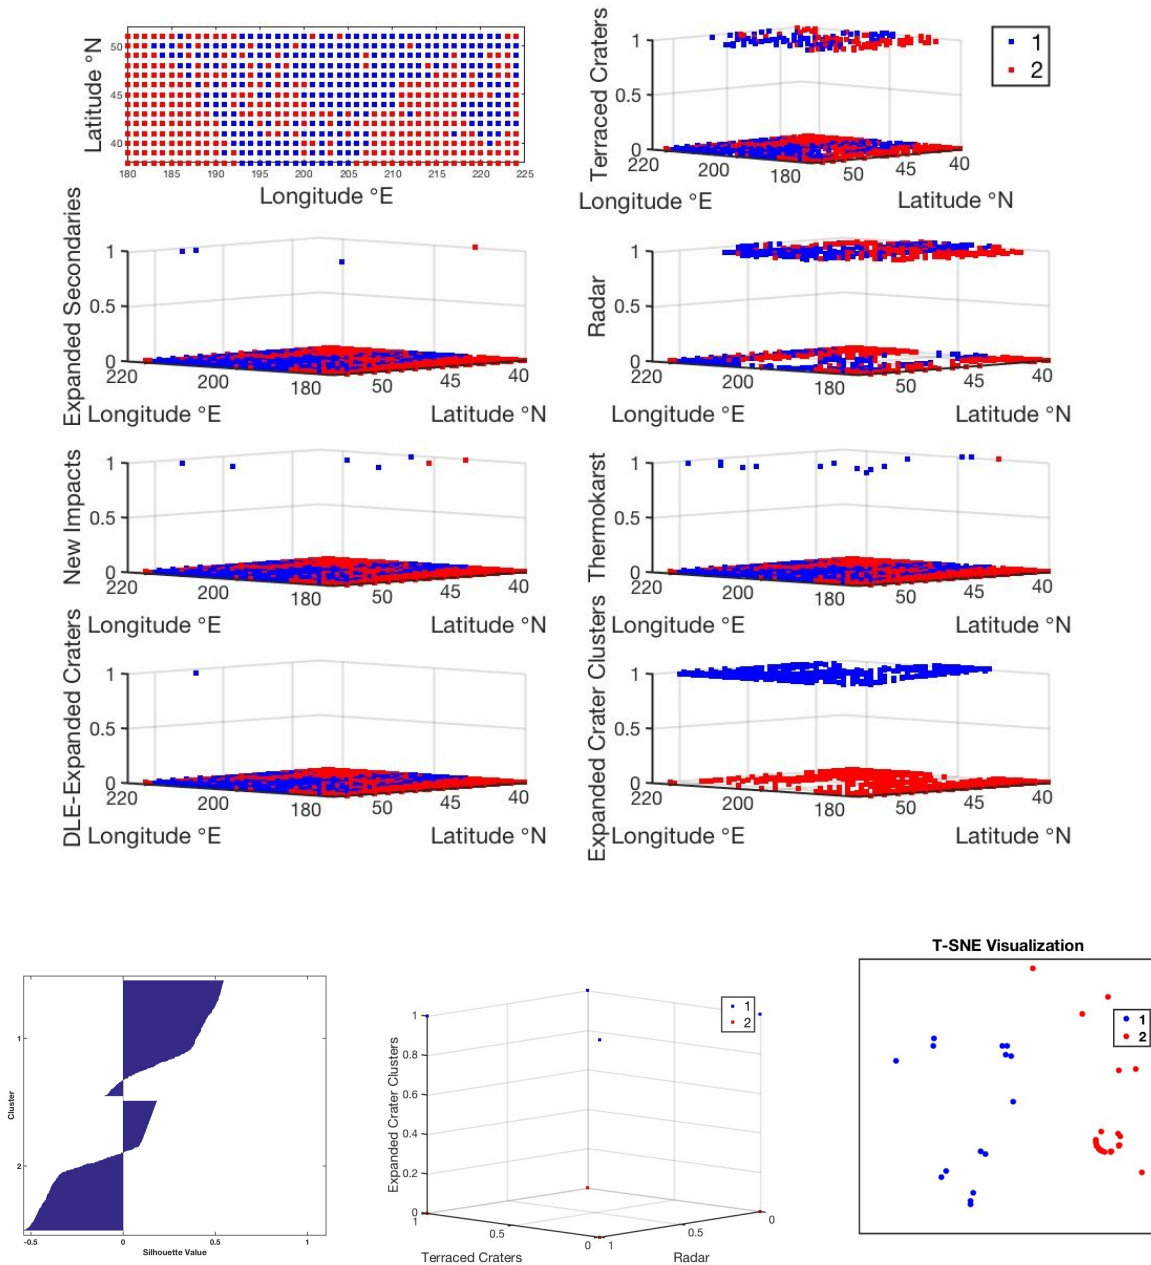 Latitude °N
50
45
40
180 185 190 195 200 205 210 215 220 225
Longitude °E
Terraced Craters
1
0.5
0
220 200 180 50 45 40
Longitude °E Latitude °N
1
2
Expanded Secondaries
1
0.5
0
220 200 180 50 45 40
Longitude °E Latitude °N
Radar
1
0.5
0
220 200 180 50 45 40
Longitude °E Latitude °N
New Impacts
1
0.5
0
220 200 180 50 45 40
Longitude °E Latitude °N
Thermokarst
1
0.5
0
220 200 180 50 45 40
Longitude °E Latitude °N
DLE-Expanded Craters
1
0.5
0
220 200 180 50 45 40
Longitude °E Latitude °N
Expanded Crater Clusters
1
0.5
0
220 200 180 50 45 40
Longitude °E Latitude °N
Cluster
1
2
-0.5 0 0.5 1
Silhouette Value
Expanded Crater Clusters
1
0.8
0.6
0.4
0.2
0
1 0.5 0 1 0.5 0
Terraced Craters Radar
1
2
T-SNE Visualization
1
2